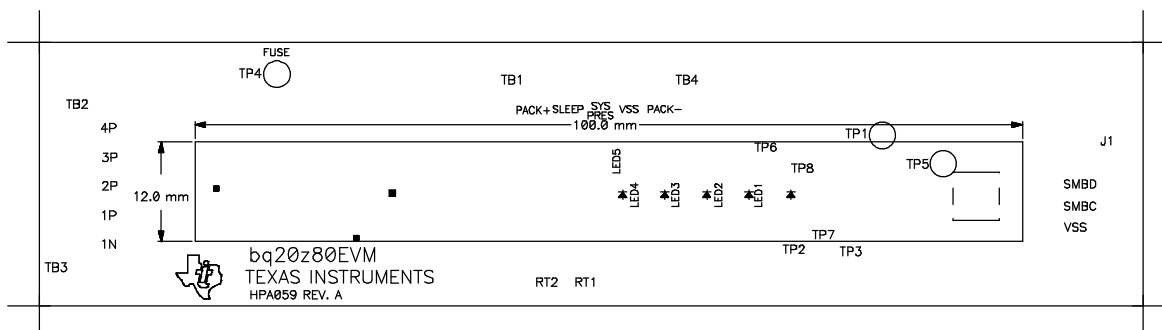 FUSE
TP4
TB1
TB4
TB2
PACK+ SLEEP SYS PRES VSS PACK-
100.0 mm
4P
TP1
J1
3P
LED5
TP6
TP5
TP8
2P
12.0 mm
LED4
LED3
LED2
LED1
SMBD
SMBC
1P
VSS
TP7
1N
TP2
TP3
bq20z80EVM
TB3
TEXAS INSTRUMENTS
RT2
RT1
HPA059 REV. A